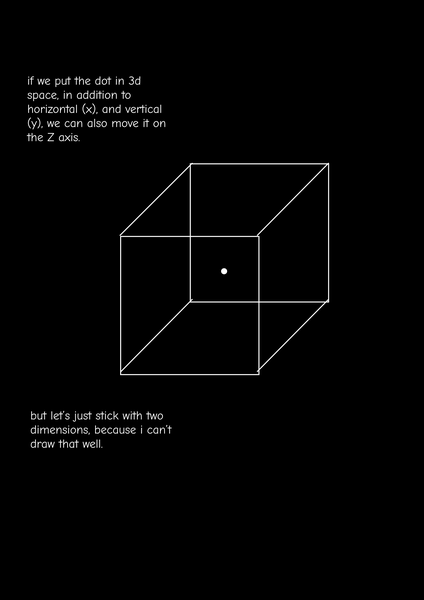 if we put the dot in 3d
space, in addition to
horizontal (x), and vertical
(y), we can also move it on
the Z axis.
but let's just stick with two
dimensions, because i can't
draw that well.